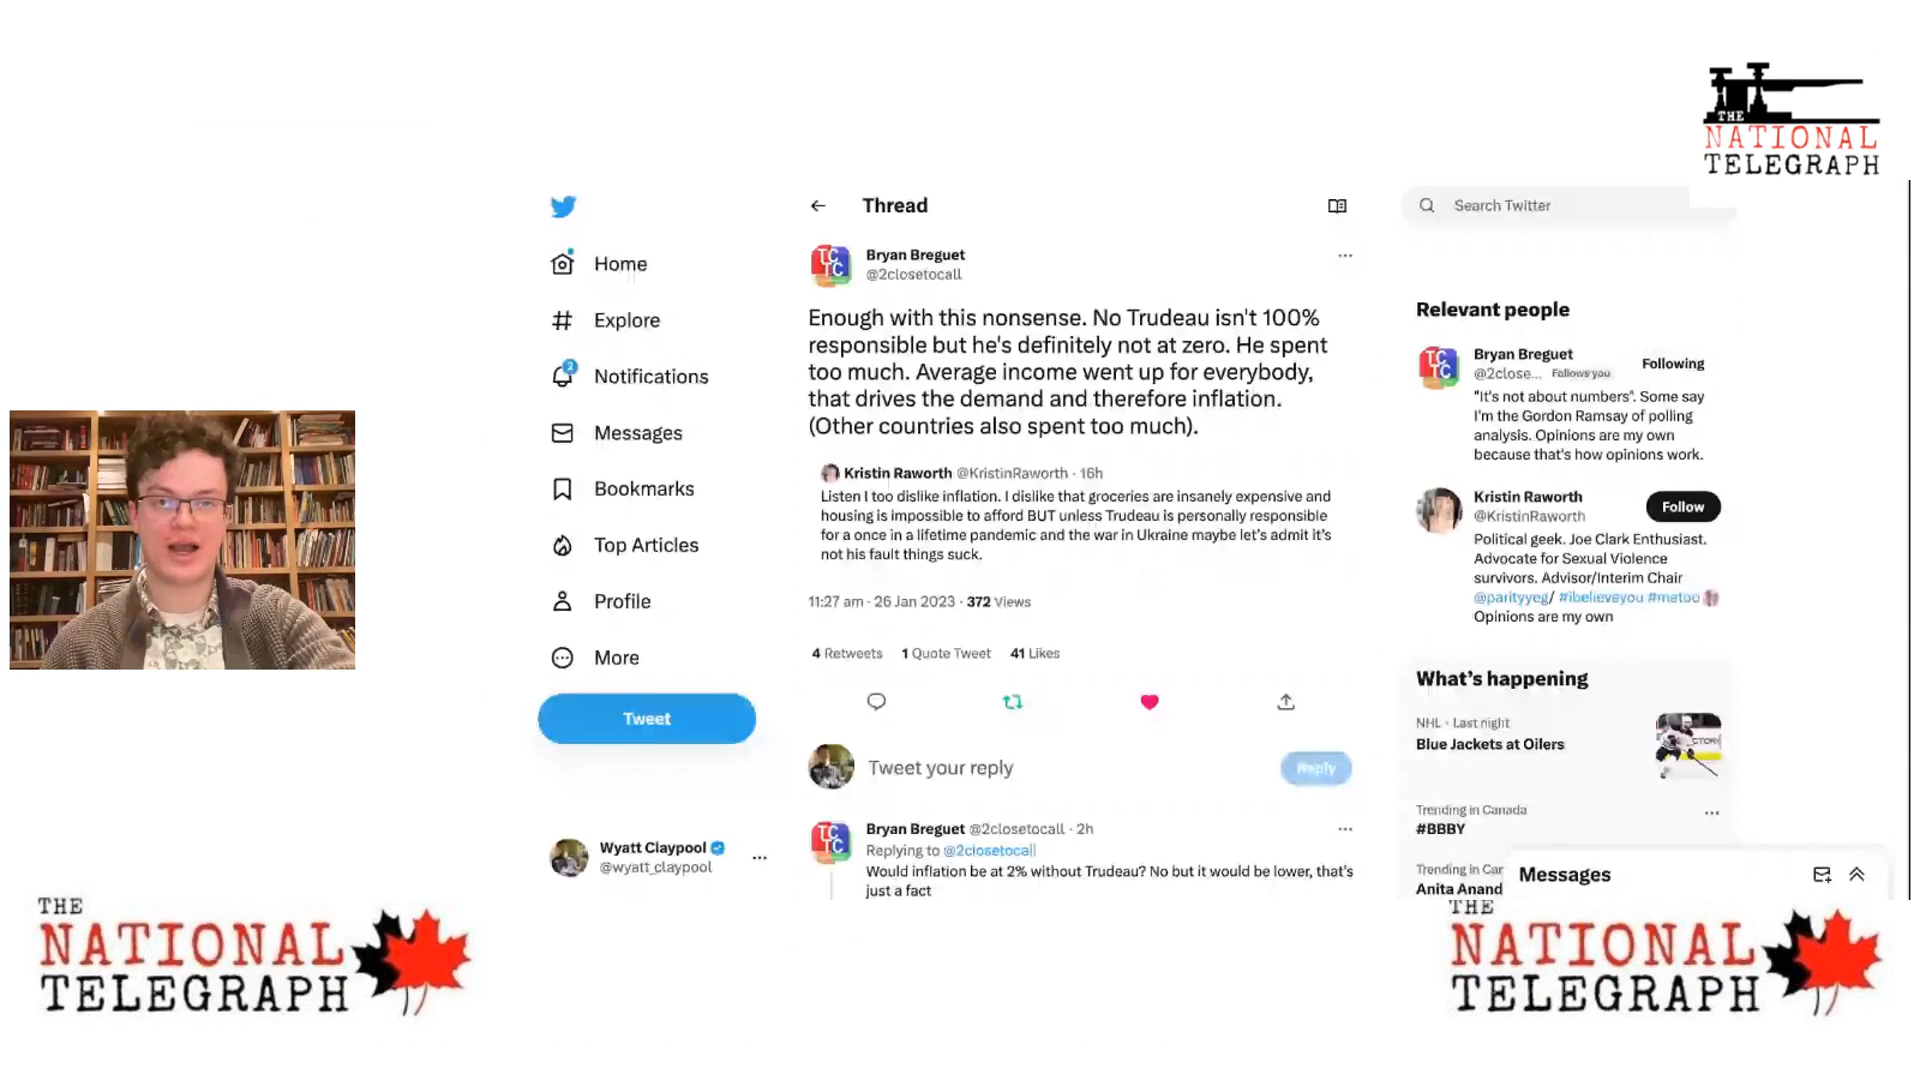 THE
NATIONAL
TELEGRAPH
Home
Explore
2
Notifications
Messages
Bookmarks
Top Articles
Profile
More
Tweet
Wyatt Claypool
@wyatt_claypool
Thread
TC
TC
Bryan Breguet
@2closetocall
Enough with this nonsense. No Trudeau isn't 100%
responsible but he's definitely not at zero. He spent
too much. Average income went up for everybody,
that drives the demand and therefore inflation.
(Other countries also spent too much).
Kristin Raworth @KristinRaworth · 16h
Listen I too dislike inflation. I dislike that groceries are insanely expensive and
housing is impossible to afford BUT unless Trudeau is personally responsible
for a once in a lifetime pandemic and the war in Ukraine maybe let's admit it's
not his fault things suck.
11:27 am · 26 Jan 2023 · 372 Views
4 Retweets 1 Quote Tweet 41 Likes
Tweet your reply
Reply
TC
TC
Bryan Breguet @2closetocall · 2h
Replying to @2closetocall
Would inflation be at 2% without Trudeau? No but it would be lower, that's
just a fact
Search Twitter
Relevant people
TC
TC
Bryan Breguet
@2close... Follows you
Following
"It's not about numbers". Some say
I'm the Gordon Ramsay of polling
analysis. Opinions are my own
because that's how opinions work.
Kristin Raworth
@KristinRaworth
Follow
Political geek. Joe Clark Enthusiast.
Advocate for Sexual Violence
survivors. Advisor/Interim Chair
@parityyeg/ #ibelieveyou #metoo
Opinions are my own
What's happening
NHL · Last night
Blue Jackets at Oilers
Trending in Canada
#BBBY
Trending in Car
Anita Anand
Messages
THE
NATIONAL
TELEGRAPH
THE
NATIONAL
TELEGRAPH